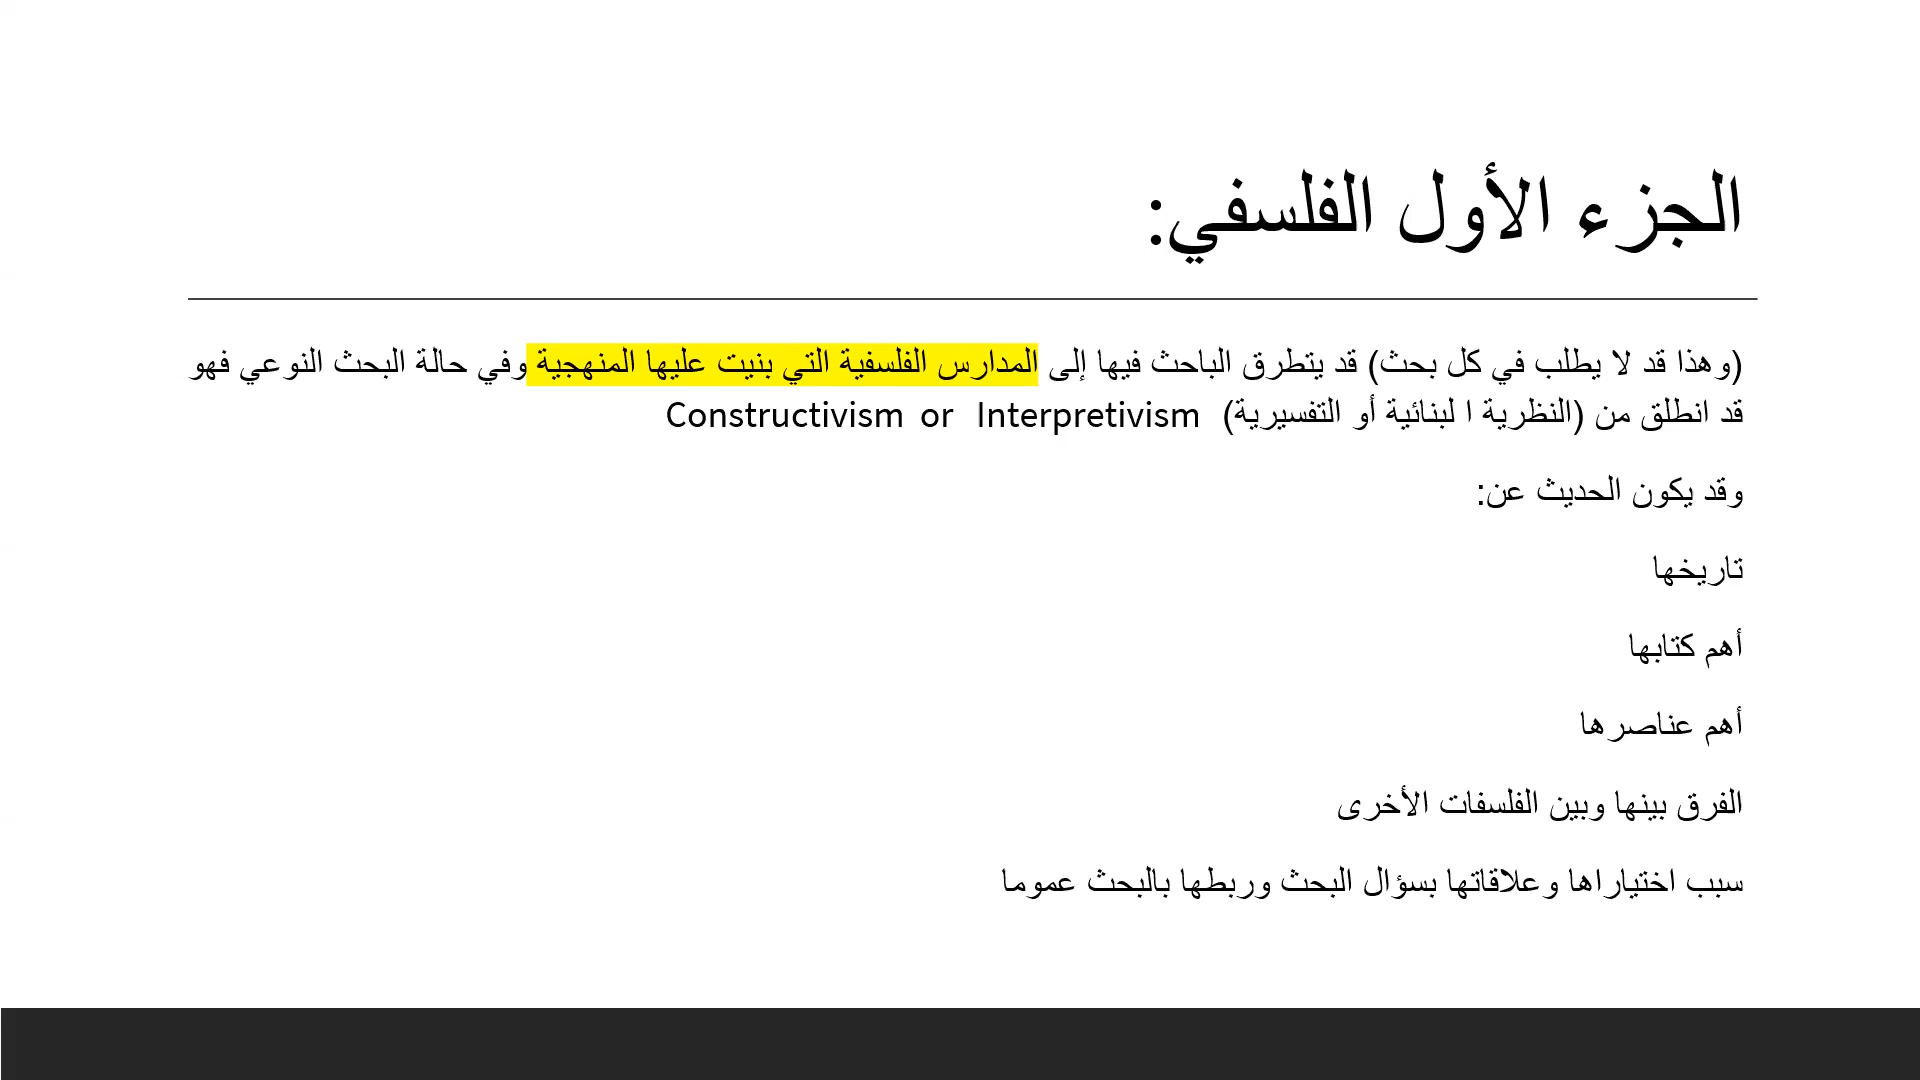 الجزء الأول الفلسفي:
(وهذا قد لا يطلب في كل بحث) قد يتطرق الباحث فيها إلى المدارس الفلسفية التي بنيت عليها المنهجية وفي حالة البحث النوعي فهو
قد انطلق من (النظرية ا لبنائية أو التفسيرية) Constructivism or Interpretivism
وقد يكون الحديث عن:
تاريخها
أهم كتابها
أهم عناصرها
الفرق بينها وبين الفلسفات الأخرى
سبب اختياراها وعلاقاتها بسؤال البحث وربطها بالبحث عموما